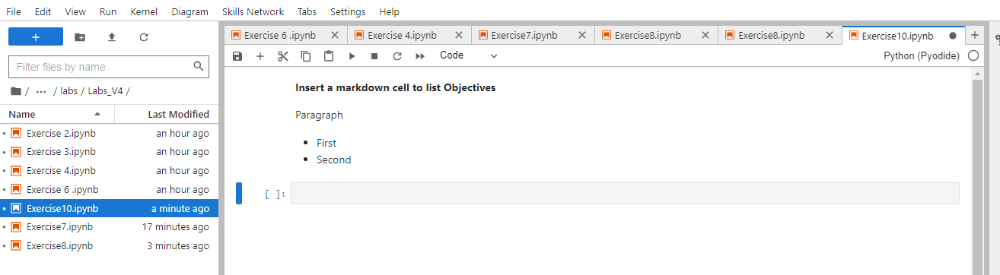 File Edit View Run Kernel Diagram Skills Network Tabs Settings Help
+
Filter files by name
/ ··· / labs / Labs_V4 /
Name Last Modified
Exercise 2.ipynb an hour ago
Exercise 3.ipynb an hour ago
Exercise 4.ipynb an hour ago
Exercise 6 .ipynb an hour ago
Exercise10.ipynb a minute ago
Exercise7.ipynb 17 minutes ago
Exercise8.ipynb 3 minutes ago
Exercise 6 .ipynb Exercise 4.ipynb Exercise7.ipynb Exercise8.ipynb Exercise8.ipynb Exercise10.ipynb
Code Python (Pyodide)
Insert a markdown cell to list Objectives
Paragraph
• First
• Second
[ ]: